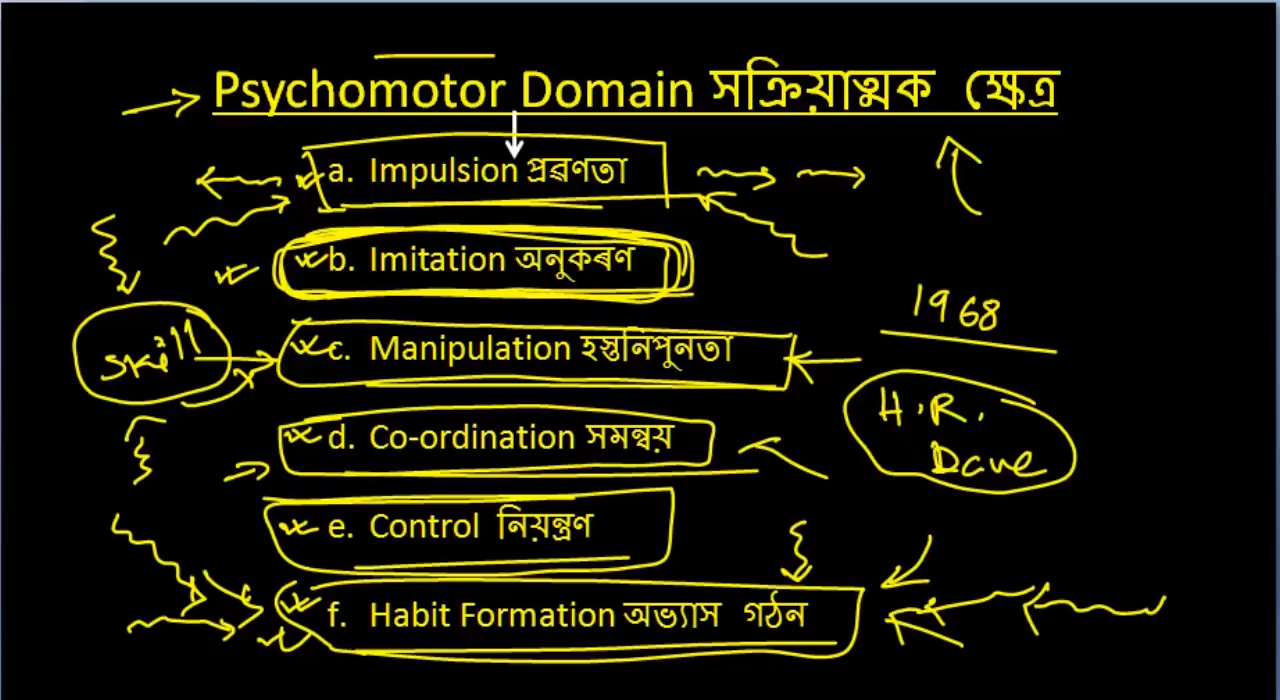 Psychomotor Domain সক্ৰিয়াত্মক ক্ষেত্ৰ
a. Impulsion প্ৰৱণতা
b. Imitation অনুকৰণ
1968
skill
c. Manipulation হস্তনিপুনতা
H.R.
Dave
d. Co-ordination সমন্বয়
e. Control নিয়ন্ত্ৰণ
f. Habit Formation অভ্যাস গঠন